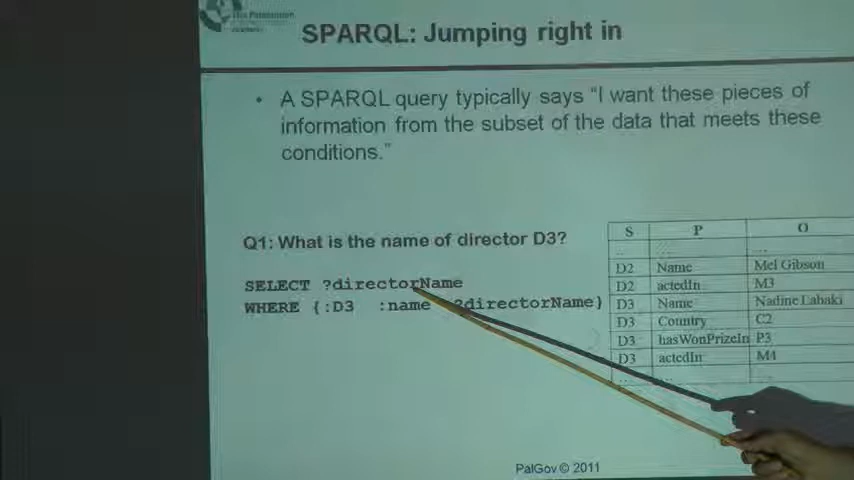 SPARQL: Jumping right in
• A SPARQL query typically says “I want these pieces of
information from the subset of the data that meets these
conditions.”
Q1: What is the name of director D3?
SELECT ?directorName
WHERE {:D3 :name ?directorName}
S P O
... ... ...
D2 Name Mel Gibson
D2 actedIn M3
D3 Name Nadine Labaki
D3 Country C2
D3 hasWonPrizeIn P3
D3 actedIn M4
PalGov © 2011